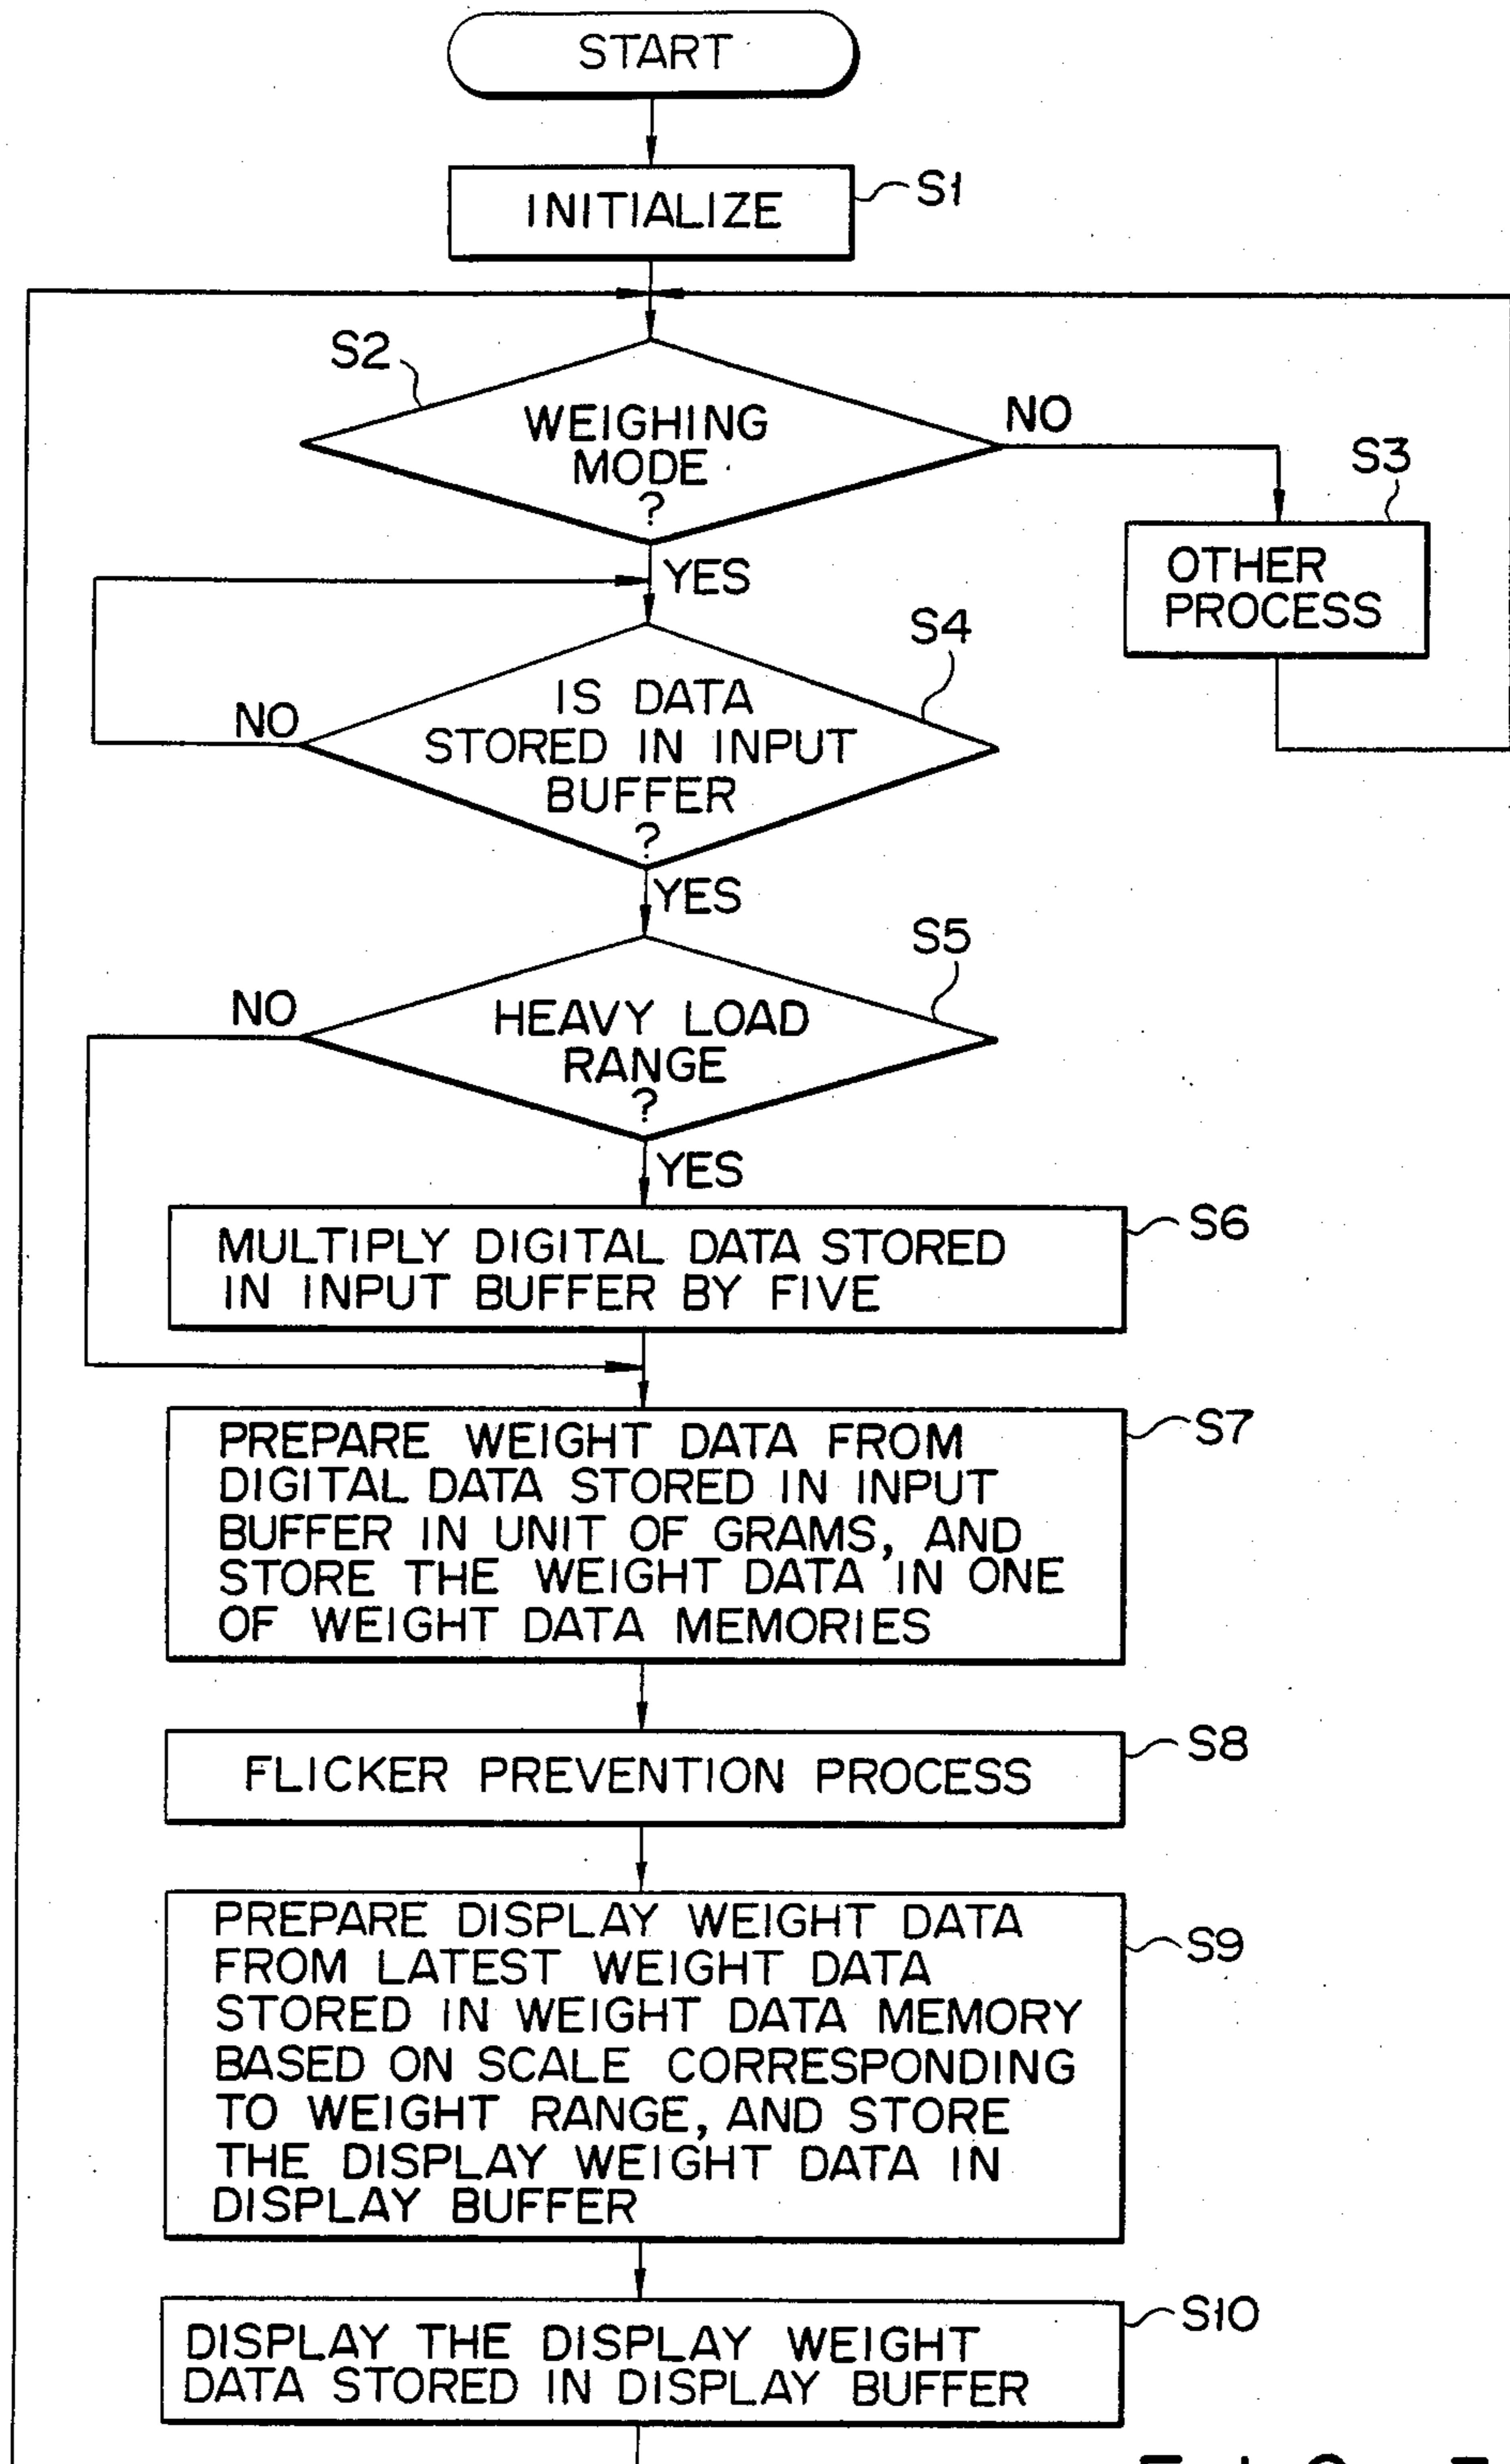 START
INITIALIZE
S1
S2
WEIGHING
MODE
?
NO
S3
OTHER
PROCESS
YES
S4
IS DATA
STORED IN INPUT
BUFFER
?
NO
YES
S5
HEAVY LOAD
RANGE
?
NO
YES
S6
MULTIPLY DIGITAL DATA STORED
IN INPUT BUFFER BY FIVE
S7
PREPARE WEIGHT DATA FROM
DIGITAL DATA STORED IN INPUT
BUFFER IN UNIT OF GRAMS, AND
STORE THE WEIGHT DATA IN ONE
OF WEIGHT DATA MEMORIES
S8
FLICKER PREVENTION PROCESS
S9
PREPARE DISPLAY WEIGHT DATA
FROM LATEST WEIGHT DATA
STORED IN WEIGHT DATA MEMORY
BASED ON SCALE CORRESPONDING
TO WEIGHT RANGE, AND STORE
THE DISPLAY WEIGHT DATA IN
DISPLAY BUFFER
S10
DISPLAY THE DISPLAY WEIGHT
DATA STORED IN DISPLAY BUFFER